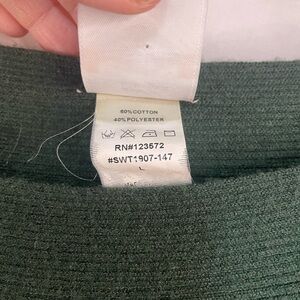 60%COTTON
40%POLYESTER
RN#123572
#SWT1907-147
L